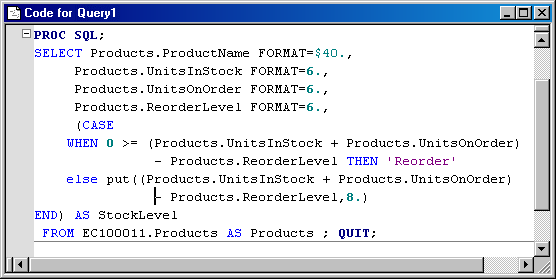 Code for Query1
PROC SQL;
SELECT Products.ProductName FORMAT=$40.,
Products.UnitsInStock FORMAT=6.,
Products.UnitsOnOrder FORMAT=6.,
Products.ReorderLevel FORMAT=6.,
(CASE
WHEN 0 >= (Products.UnitsInStock + Products.UnitsOnOrder)
- Products.ReorderLevel THEN 'Reorder'
else put((Products.UnitsInStock + Products.UnitsOnOrder)
- Products.ReorderLevel,8.)
END) AS StockLevel
FROM EC100011.Products AS Products ; QUIT;